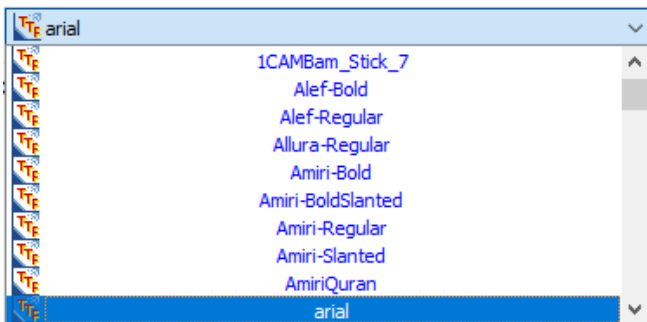 arial
1CAMBam_Stick_7
Alef-Bold
Alef-Regular
Allura-Regular
Amiri-Bold
Amiri-BoldSlanted
Amiri-Regular
Amiri-Slanted
AmiriQuran
arial